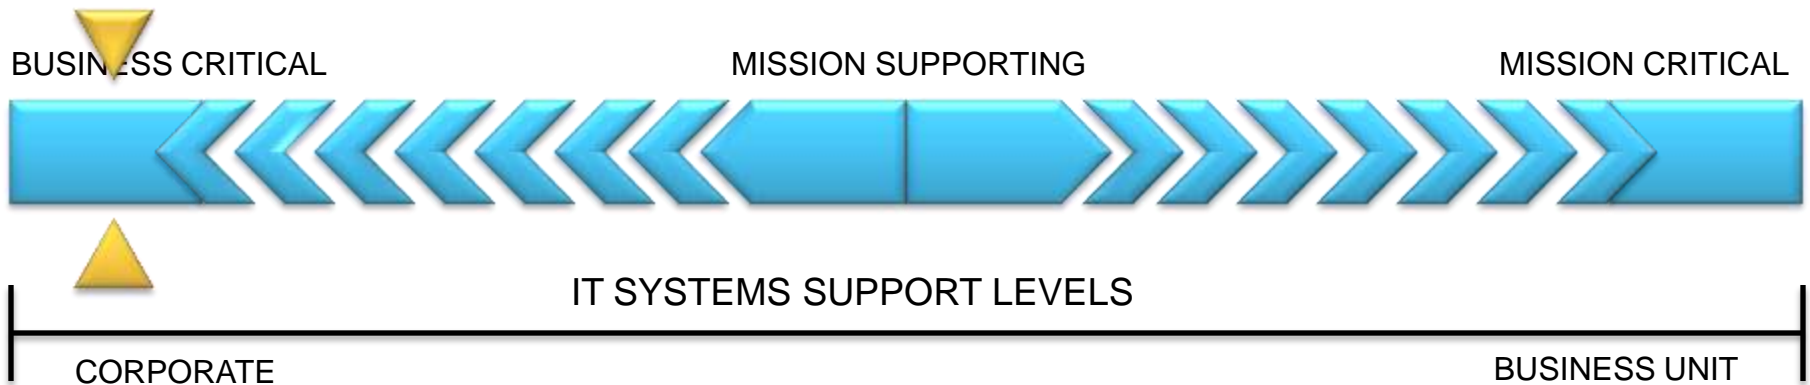 BUSINESS CRITICAL
MISSION SUPPORTING
MISSION CRITICAL
IT SYSTEMS SUPPORT LEVELS
CORPORATE
BUSINESS UNIT